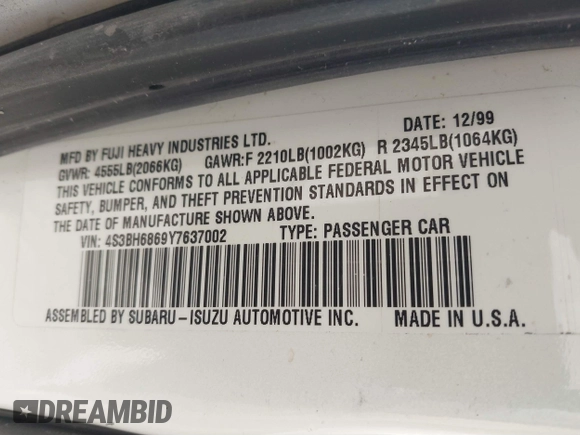 DATE: 12/99
MFD BY FUJI HEAVY INDUSTRIES LTD.
GVWR: 4555LB(2066KG) GAWR:F 2210LB(1002KG) R 2345LB(1064KG)
THIS VEHICLE CONFORMS TO ALL APPLICABLE FEDERAL MOTOR VEHICLE
SAFETY, BUMPER, AND THEFT PREVENTION STANDARDS IN EFFECT ON
THE DATE OF MANUFACTURE SHOWN ABOVE.
VIN: 4S3BH6869Y7637002 TYPE: PASSENGER CAR
ASSEMBLED BY SUBARU-ISUZU AUTOMOTIVE INC. MADE IN U.S.A.
DREAMBID